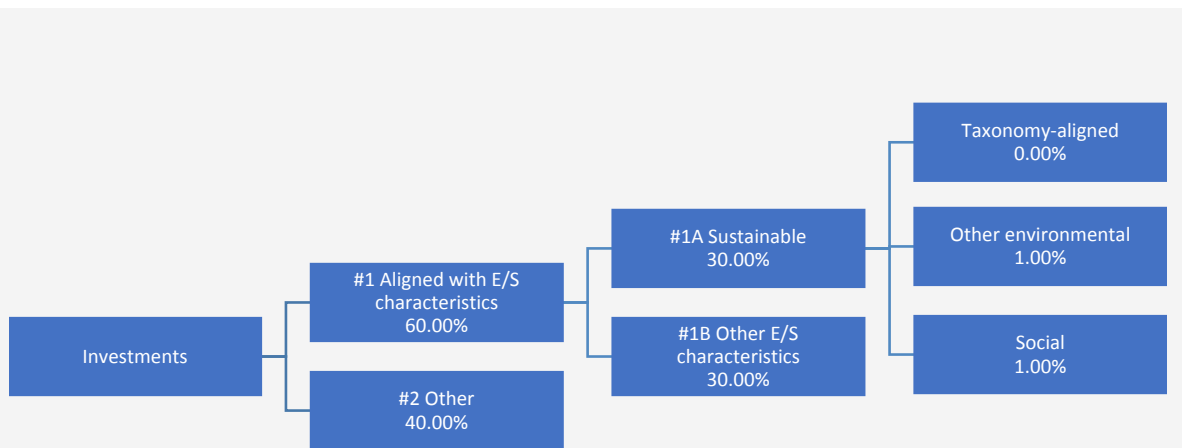 Investments
#1 Aligned with E/S
characteristics
60.00%
#2 Other
40.00%
#1A Sustainable
30.00%
#1B Other E/S
characteristics
30.00%
Taxonomy-aligned
0.00%
Other environmental
1.00%
Social
1.00%